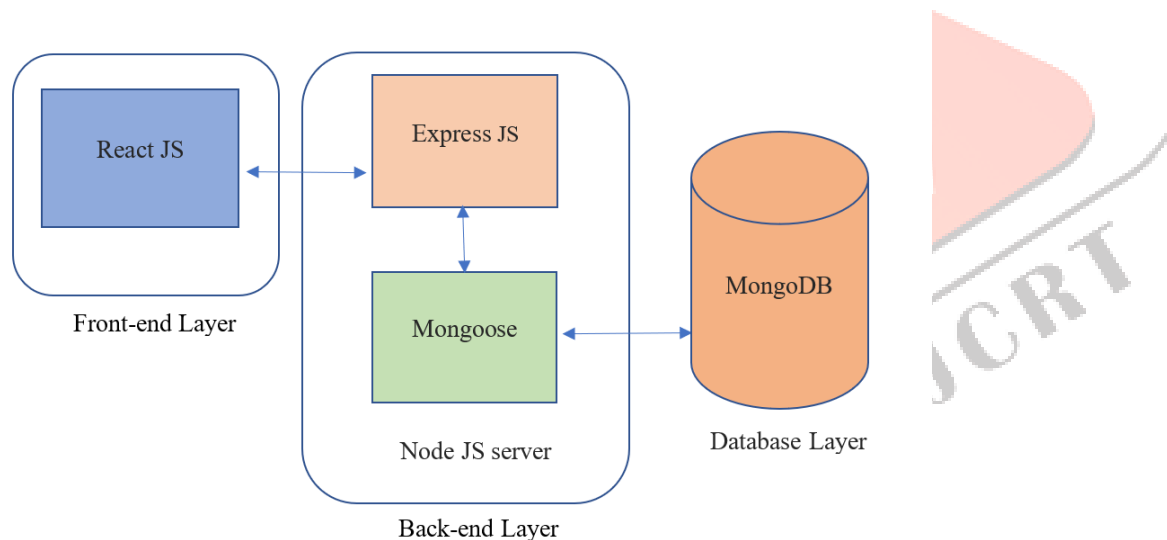 React JS
Front-end Layer
Express JS
Mongoose
Node JS server
Back-end Layer
MongoDB
Database Layer
JCRT